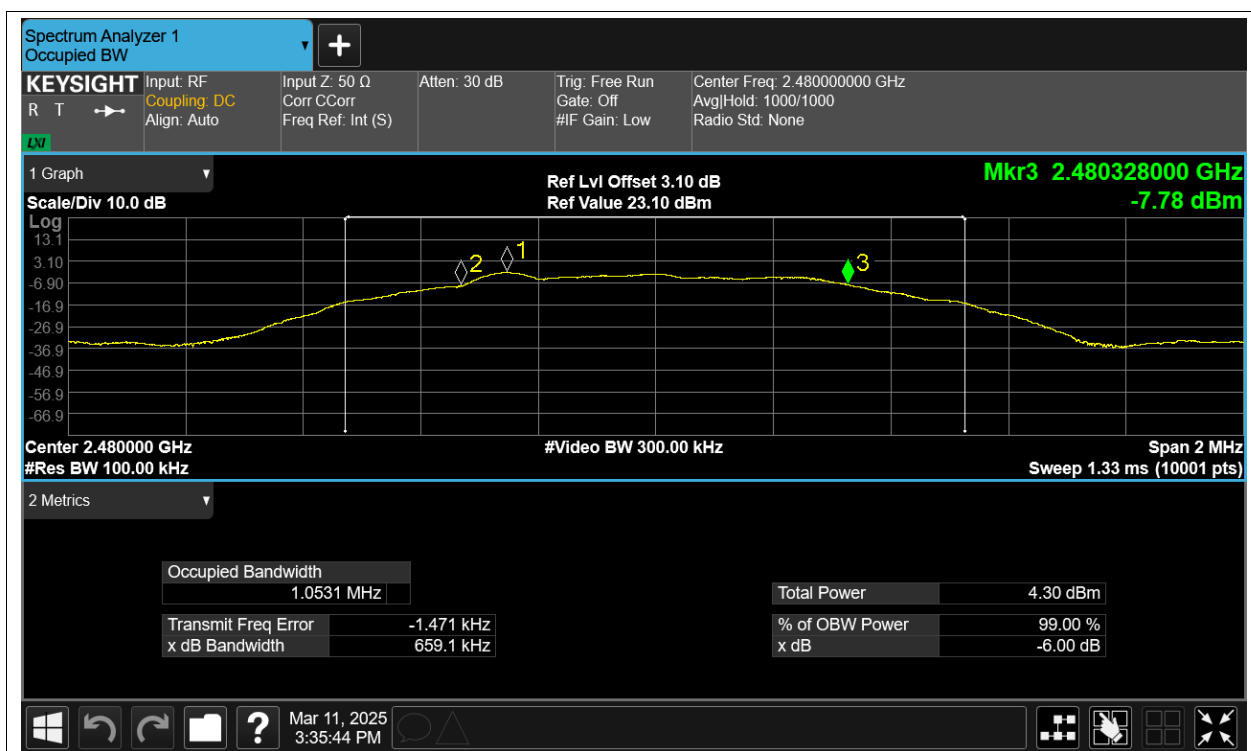 Spectrum Analyzer 1
Occupied BW
KEYSIGHT
R T
LXI
Input: RF
Coupling: DC
Align: Auto
Input Z: 50 Ω
Corr CCorr
Freq Ref: Int (S)
Atten: 30 dB
Trig: Free Run
Gate: Off
#IF Gain: Low
Center Freq: 2.480000000 GHz
Avg|Hold: 1000/1000
Radio Std: None
1 Graph
Scale/Div 10.0 dB
Ref Lvl Offset 3.10 dB
Ref Value 23.10 dBm
Mkr3 2.480328000 GHz
-7.78 dBm
Log
13.1
3.10
-6.90
-16.9
-26.9
-36.9
-46.9
-56.9
-66.9
2
1
3
Center 2.480000 GHz
#Video BW 300.00 kHz
Span 2 MHz
#Res BW 100.00 kHz
Sweep 1.33 ms (10001 pts)
2 Metrics
Occupied Bandwidth
1.0531 MHz
Transmit Freq Error -1.471 kHz
x dB Bandwidth 659.1 kHz
Total Power 4.30 dBm
% of OBW Power 99.00 %
x dB -6.00 dB
?
Mar 11, 2025
3:35:44 PM